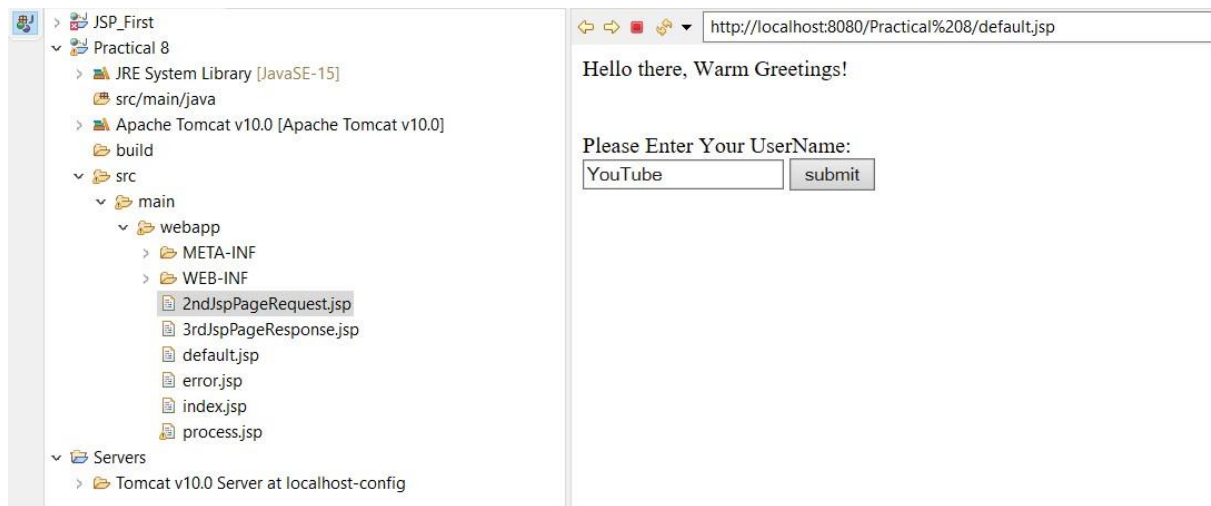 JSP_First
Practical 8
JRE System Library [JavaSE-15]
src/main/java
Apache Tomcat v10.0 [Apache Tomcat v10.0]
build
src
main
webapp
META-INF
WEB-INF
2ndJspPageRequest.jsp
3rdJspPageResponse.jsp
default.jsp
error.jsp
index.jsp
process.jsp
Servers
Tomcat v10.0 Server at localhost-config
http://localhost:8080/Practical%208/default.jsp
Hello there, Warm Greetings!
Please Enter Your UserName:
YouTube submit